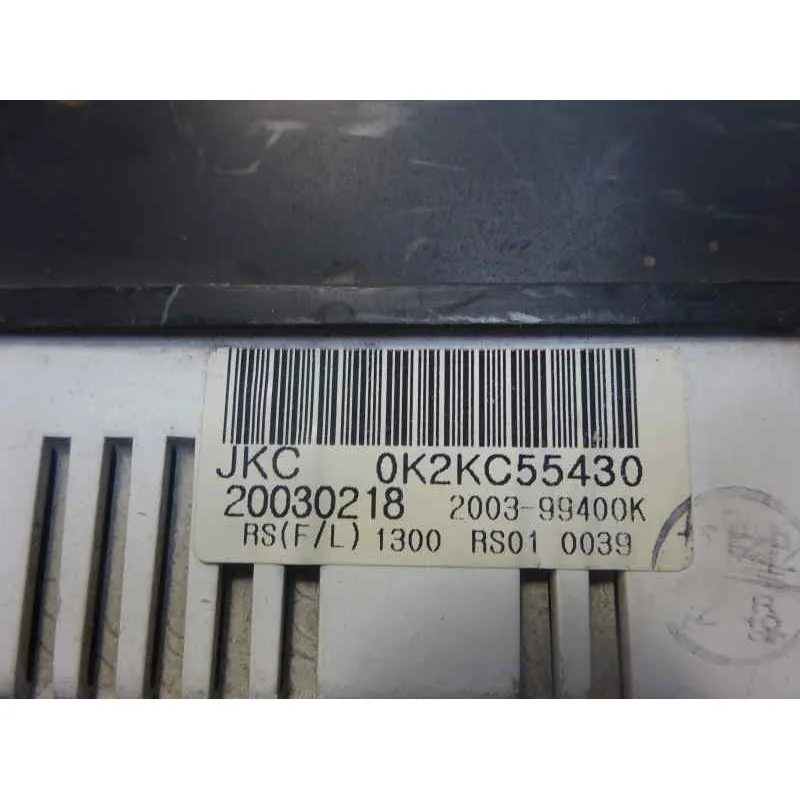 JKC 0K2KC55430
20030218 2003-99400K
RS(F/L) 1300 RS01 0039